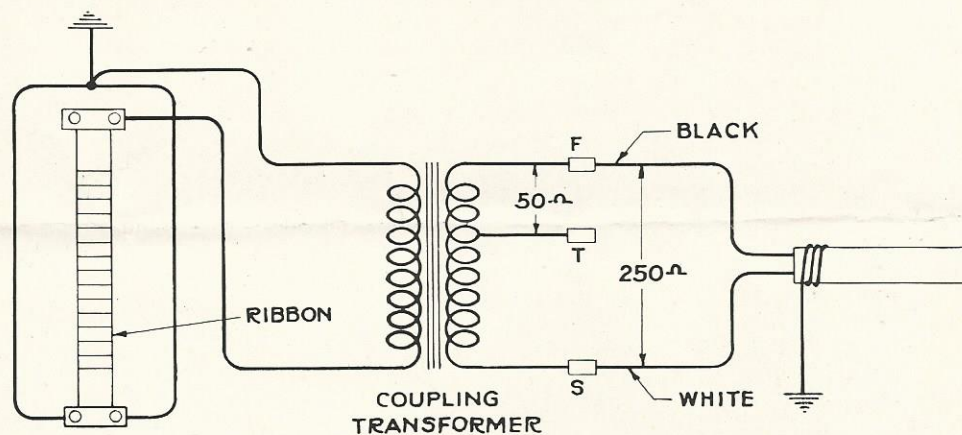 BLACK
F
50Ω
T
250Ω
RIBBON
S
WHITE
COUPLING
TRANSFORMER